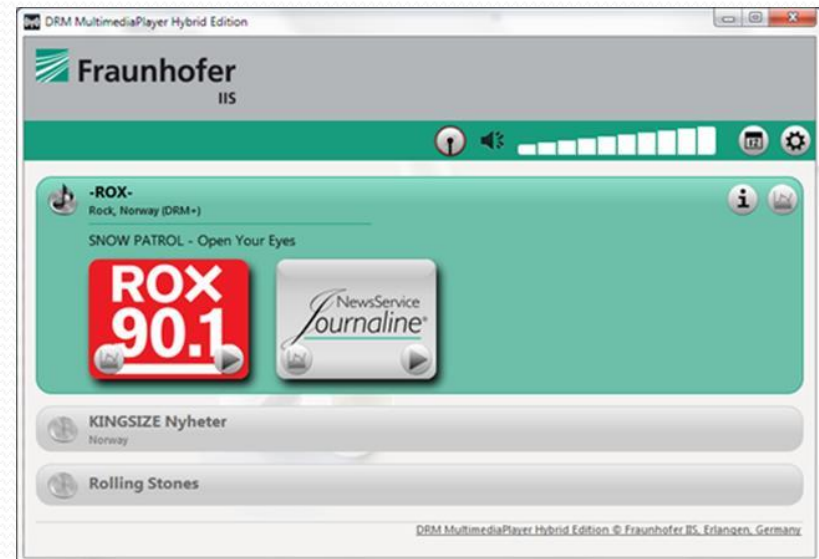 DRM MultimediaPlayer Hybrid Edition
Fraunhofer
IIS
12
-ROX-
Rock, Norway (DRM+)
SNOW PATROL - Open Your Eyes
ROX
90.1
NewsService
Journaline®
KINGSIZE Nyheter
Norway
Rolling Stones
DRM MultimediaPlayer Hybrid Edition © Fraunhofer IIS, Erlangen, Germany